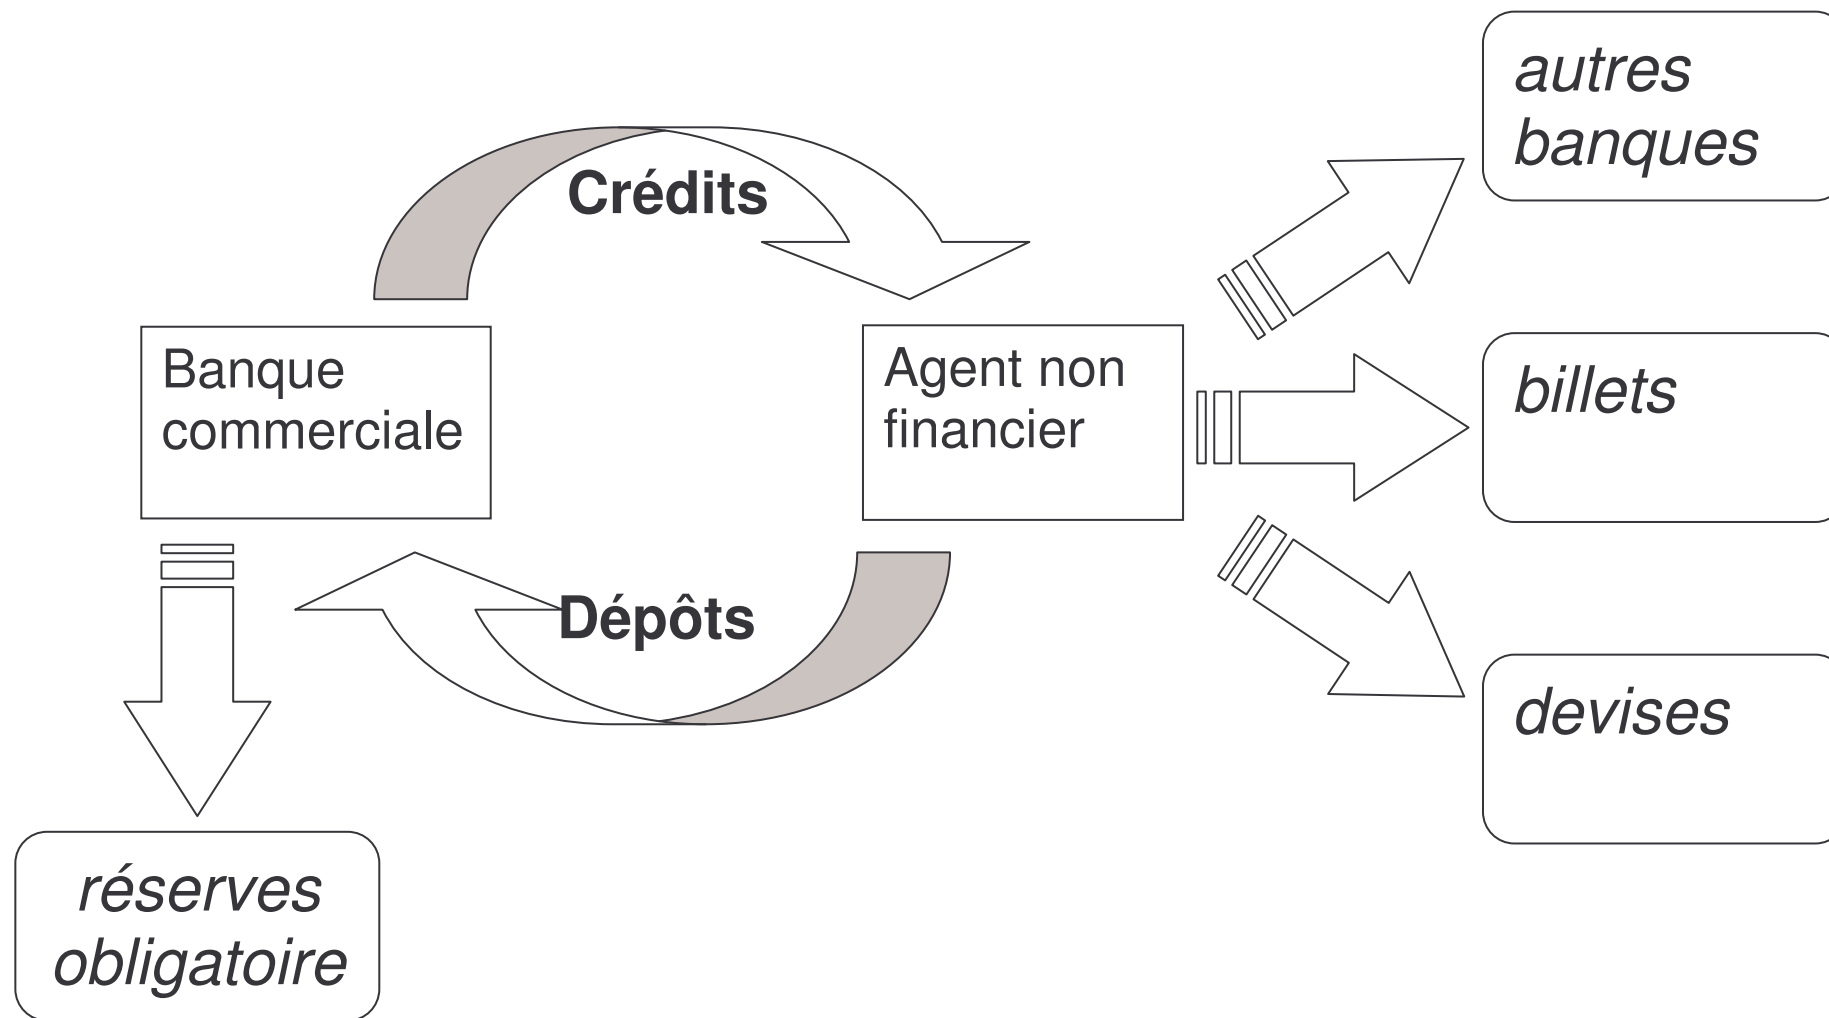 autres
banques
Crédits
Banque
commerciale
Agent non
financier
billets
Dépôts
devises
réserves
obligatoire